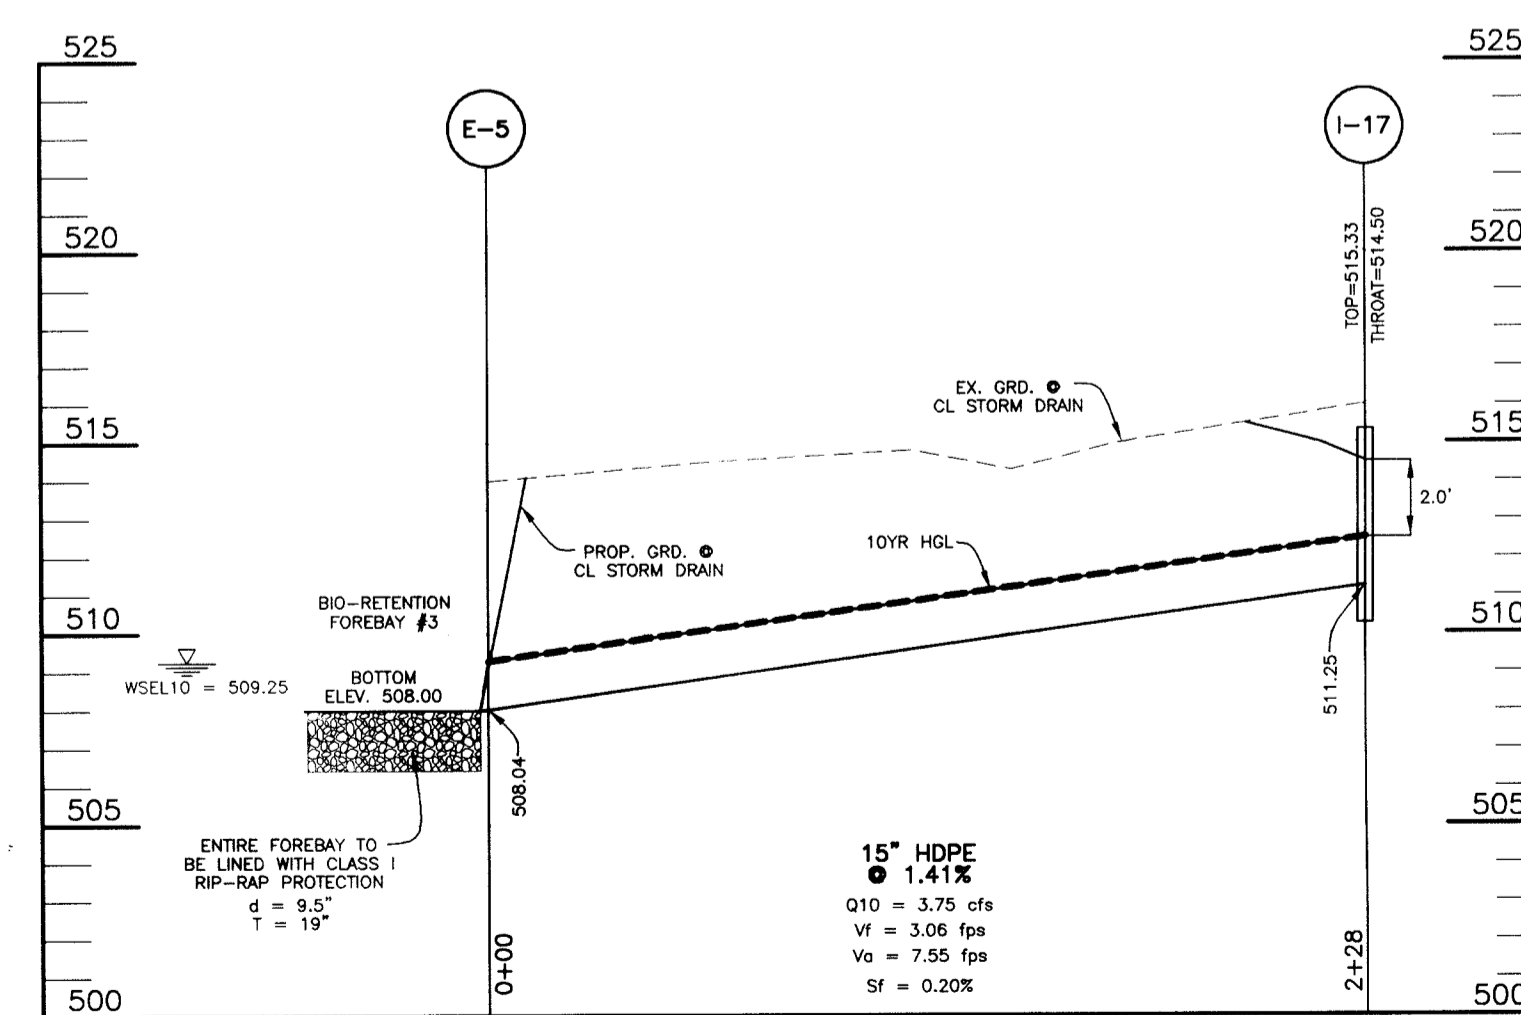 525
525
E-5
I-17
520
520
TOP=515.33
THROAT=514.50
EX. GRD. @
CL STORM DRAIN
515
515
2.0'
PROP. GRD. @
CL STORM DRAIN
10YR HGL
BIO-RETENTION
FOREBAY #3
510
510
WSEL10 = 509.25
BOTTOM
ELEV. 508.00
511.25
508.04
505
505
ENTIRE FOREBAY TO
BE LINED WITH CLASS I
RIP-RAP PROTECTION
d = 9.5"
T = 19"
15" HDPE
@ 1.41%
Q10 = 3.75 cfs
Vf = 3.06 fps
Va = 7.55 fps
Sf = 0.20%
0+00
2+28
500
500